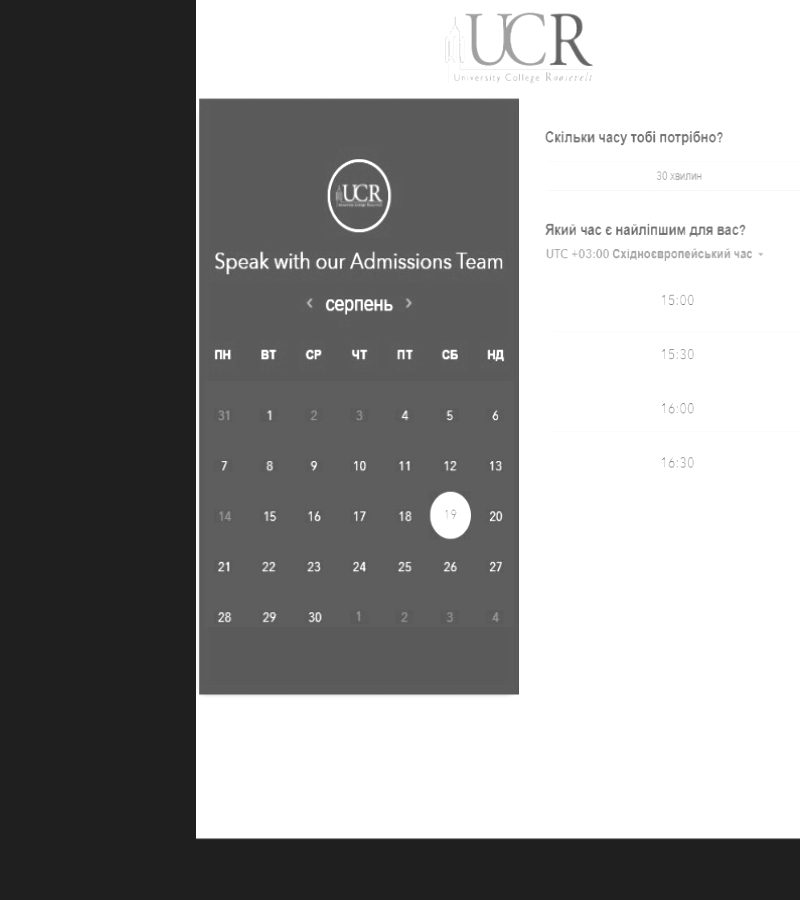 UCR
University College Roosevelt
UCR
University College Roosevelt
Speak with our Admissions Team
‹ серпень ›
ПН ВТ СР ЧТ ПТ СБ НД
31 1 2 3 4 5 6
7 8 9 10 11 12 13
14 15 16 17 18 19 20
21 22 23 24 25 26 27
28 29 30 1 2 3 4
Скільки часу тобі потрібно?
30 хвилин
Який час є найліпшим для вас?
UTC +03:00 Східноєвропейський час
15:00
15:30
16:00
16:30